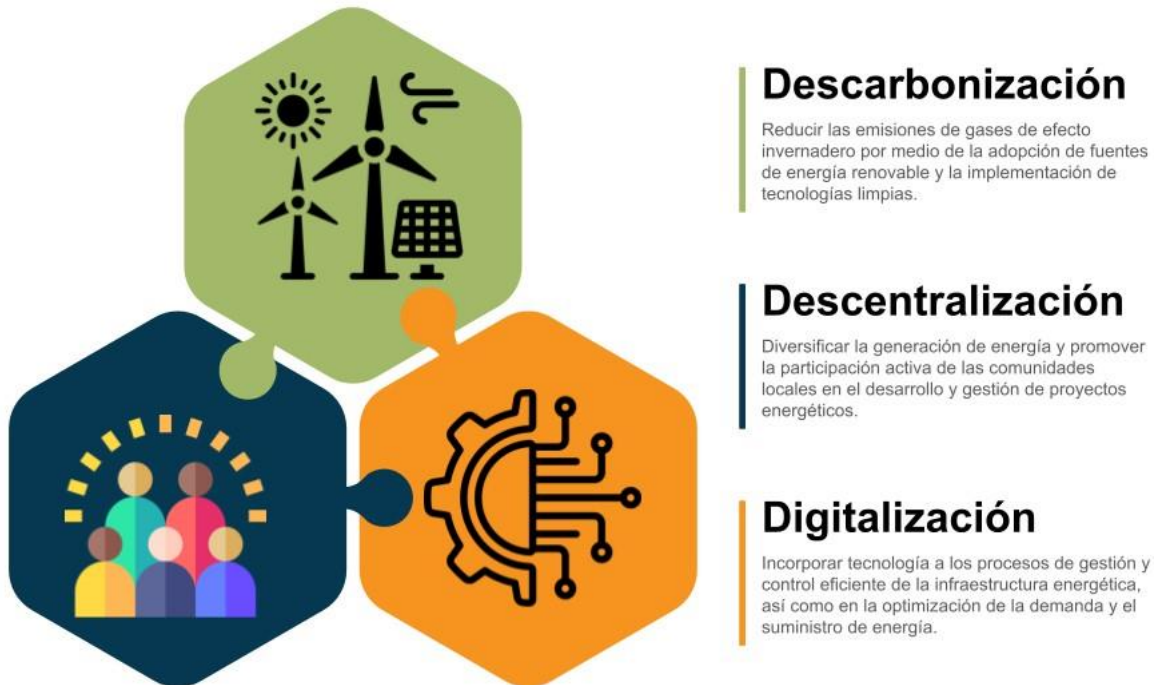 Descarbonización
Reducir las emisiones de gases de efecto
invernadero por medio de la adopción de fuentes
de energía renovable y la implementación de
tecnologías limpias.
Descentralización
Diversificar la generación de energía y promover
la participación activa de las comunidades
locales en el desarrollo y gestión de proyectos
energéticos.
Digitalización
Incorporar tecnología a los procesos de gestión y
control eficiente de la infraestructura energética,
así como en la optimización de la demanda y el
suministro de energía.